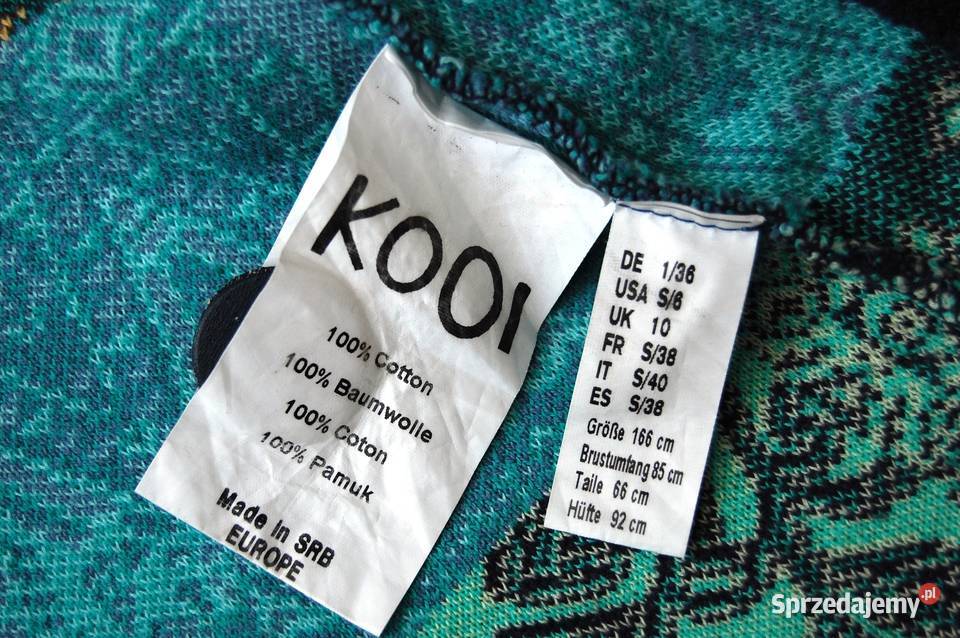 KOOI
100% Cotton
100% Baumwolle
100% Coton
100% Pamuk
Made in SRB
EUROPE
DE 1/36
USA S/6
UK 10
FR S/38
IT S/40
ES S/38
Größe 166 cm
Brustumfang 85 cm
Taile 66 cm
Hüfte 92 cm
Sprzedajemy.pl